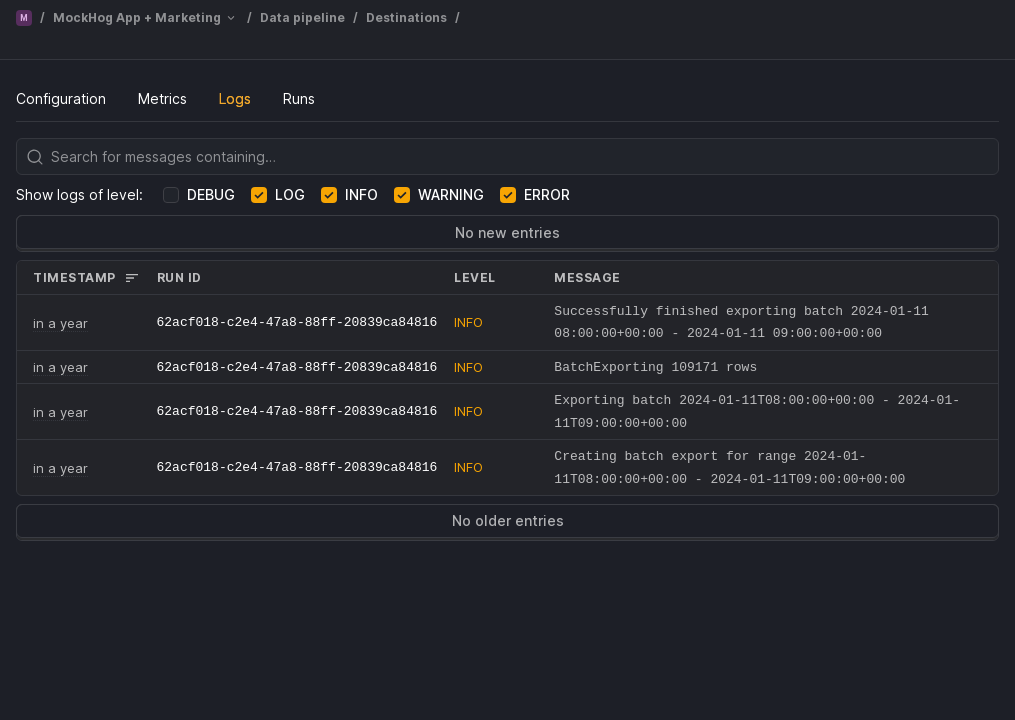 M / MockHog App + Marketing / Data pipeline / Destinations /
Configuration Metrics Logs Runs
Search for messages containing…
Show logs of level: DEBUG LOG INFO WARNING ERROR
No new entries
TIMESTAMP RUN ID LEVEL MESSAGE
in a year 62acf018-c2e4-47a8-88ff-20839ca84816 INFO Successfully finished exporting batch 2024-01-11
08:00:00+00:00 - 2024-01-11 09:00:00+00:00
in a year 62acf018-c2e4-47a8-88ff-20839ca84816 INFO BatchExporting 109171 rows
in a year 62acf018-c2e4-47a8-88ff-20839ca84816 INFO Exporting batch 2024-01-11T08:00:00+00:00 - 2024-01-
11T09:00:00+00:00
in a year 62acf018-c2e4-47a8-88ff-20839ca84816 INFO Creating batch export for range 2024-01-
11T08:00:00+00:00 - 2024-01-11T09:00:00+00:00
No older entries